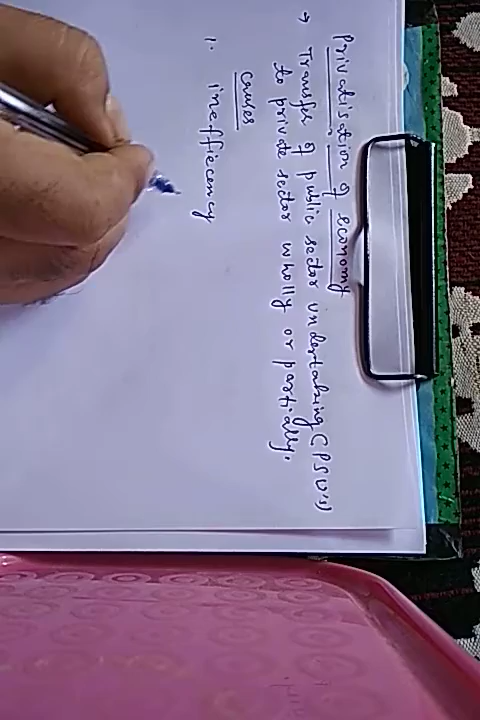 Privatisation of economy
→ Transfer of public sector undertaking (PSU's)
to private sector wholly or partially.
causes
1. inefficiency